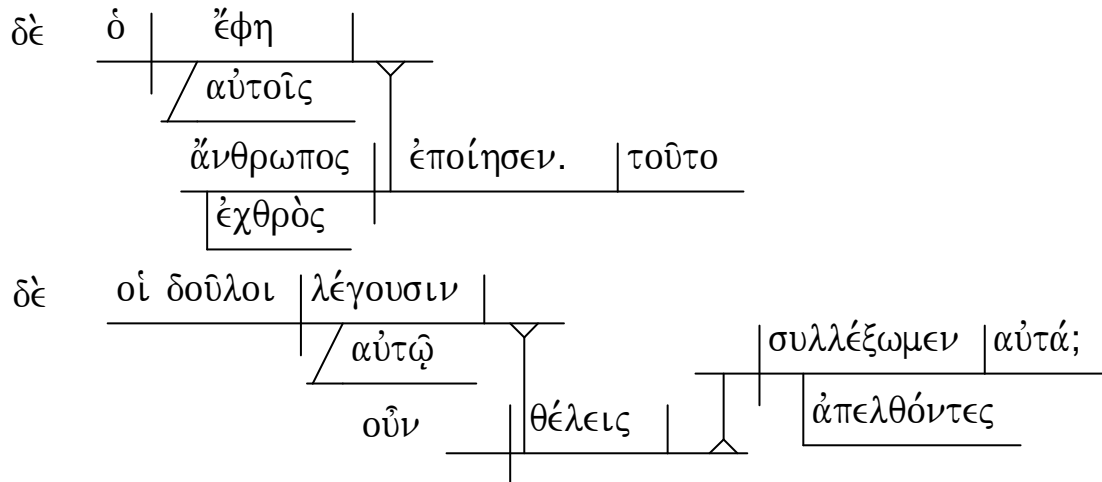 δὲ ὁ ἔφη
αὐτοῖς
ἄνθρωπος ἐποίησεν. τοῦτο
ἐχθρὸς
δὲ οἱ δοῦλοι λέγουσιν
συλλέξωμεν αὐτά;
αὐτῷ
ἀπελθόντες
οὖν θέλεις